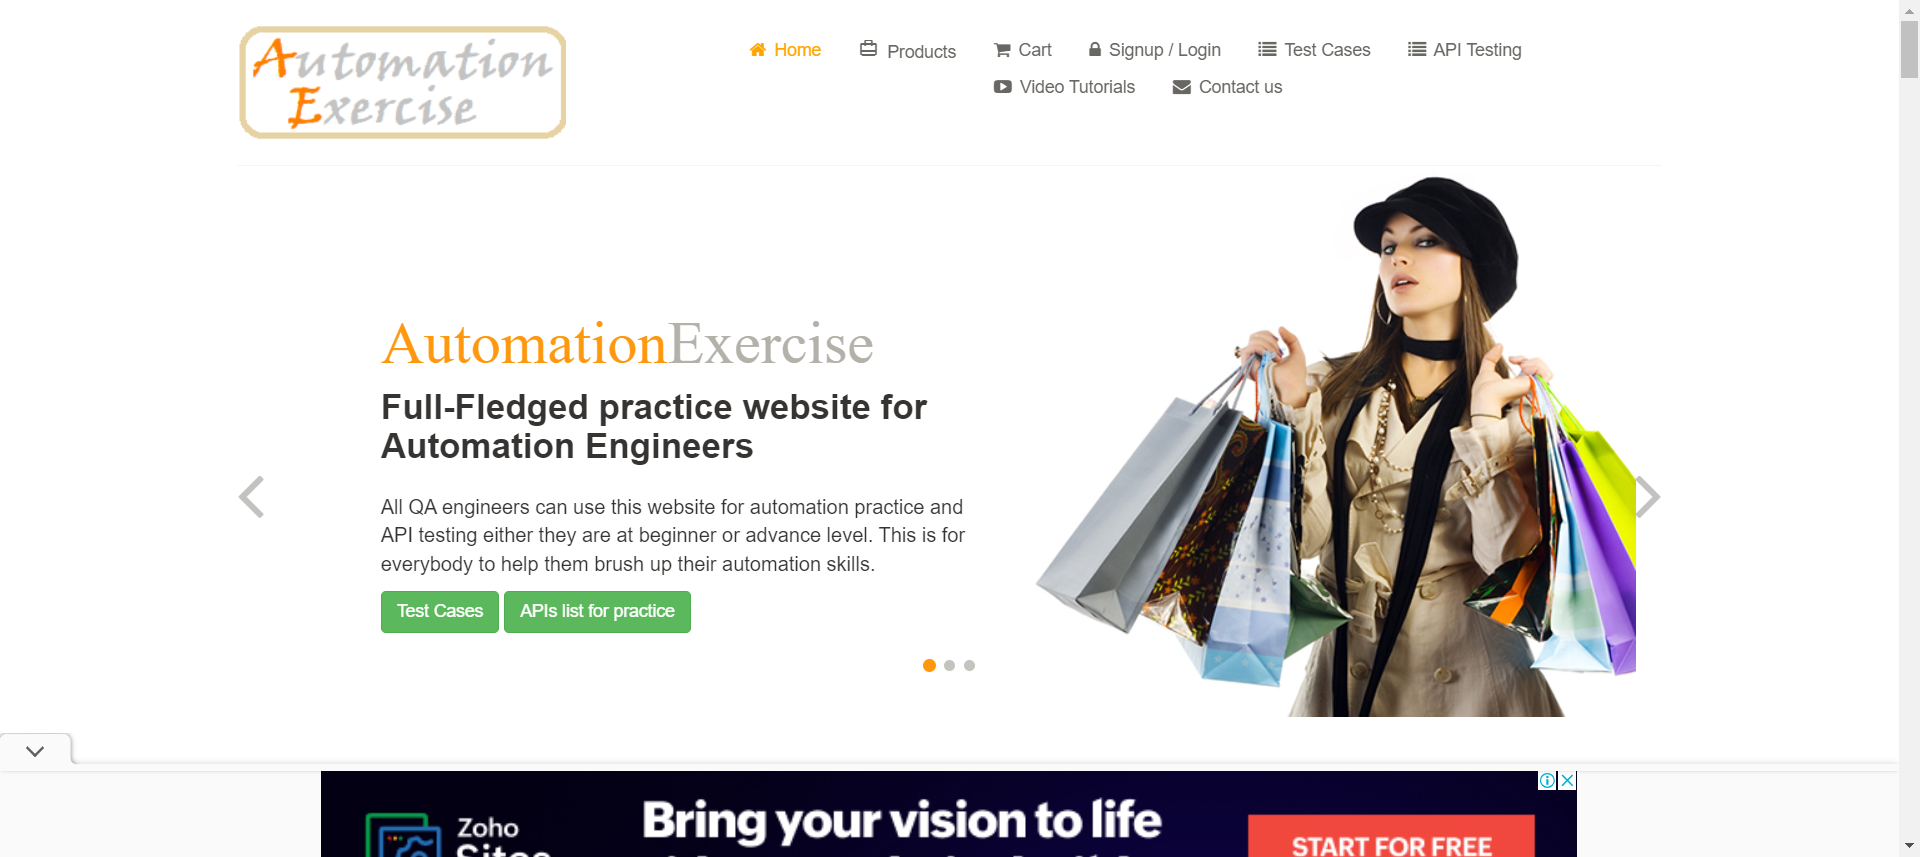 Automation
Exercise
Home
Products
Cart
Signup / Login
Test Cases
API Testing
Video Tutorials
Contact us
AutomationExercise
Full-Fledged practice website for
Automation Engineers
All QA engineers can use this website for automation practice and
API testing either they are at beginner or advance level. This is for
everybody to help them brush up their automation skills.
Test Cases
APIs list for practice
Zoho
Sites
Bring your vision to life
START FOR FREE